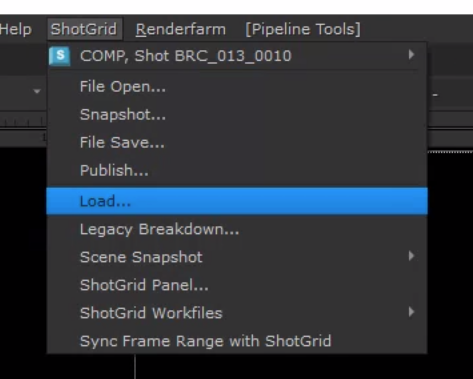 Help ShotGrid Renderfarm [Pipeline Tools]
S COMP, Shot BRC_013_0010
File Open...
Snapshot...
File Save...
Publish...
Load...
Legacy Breakdown...
Scene Snapshot
ShotGrid Panel...
ShotGrid Workfiles
Sync Frame Range with ShotGrid